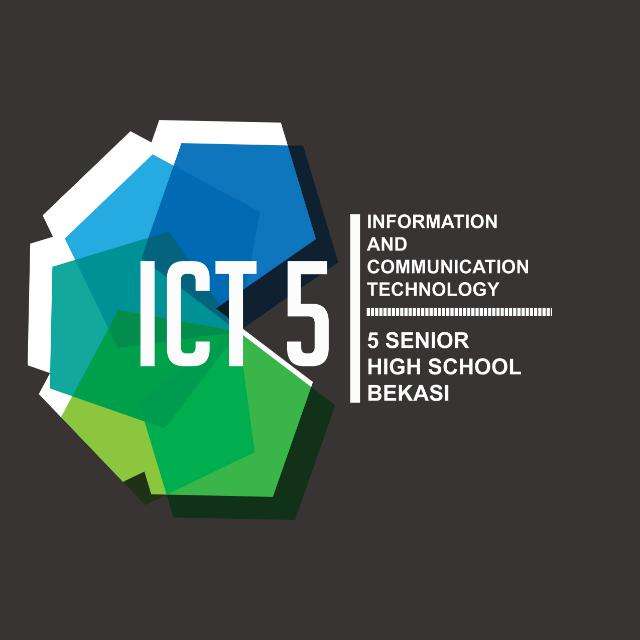 ICT 5
INFORMATION
AND
COMMUNICATION
TECHNOLOGY
5 SENIOR
HIGH SCHOOL
BEKASI